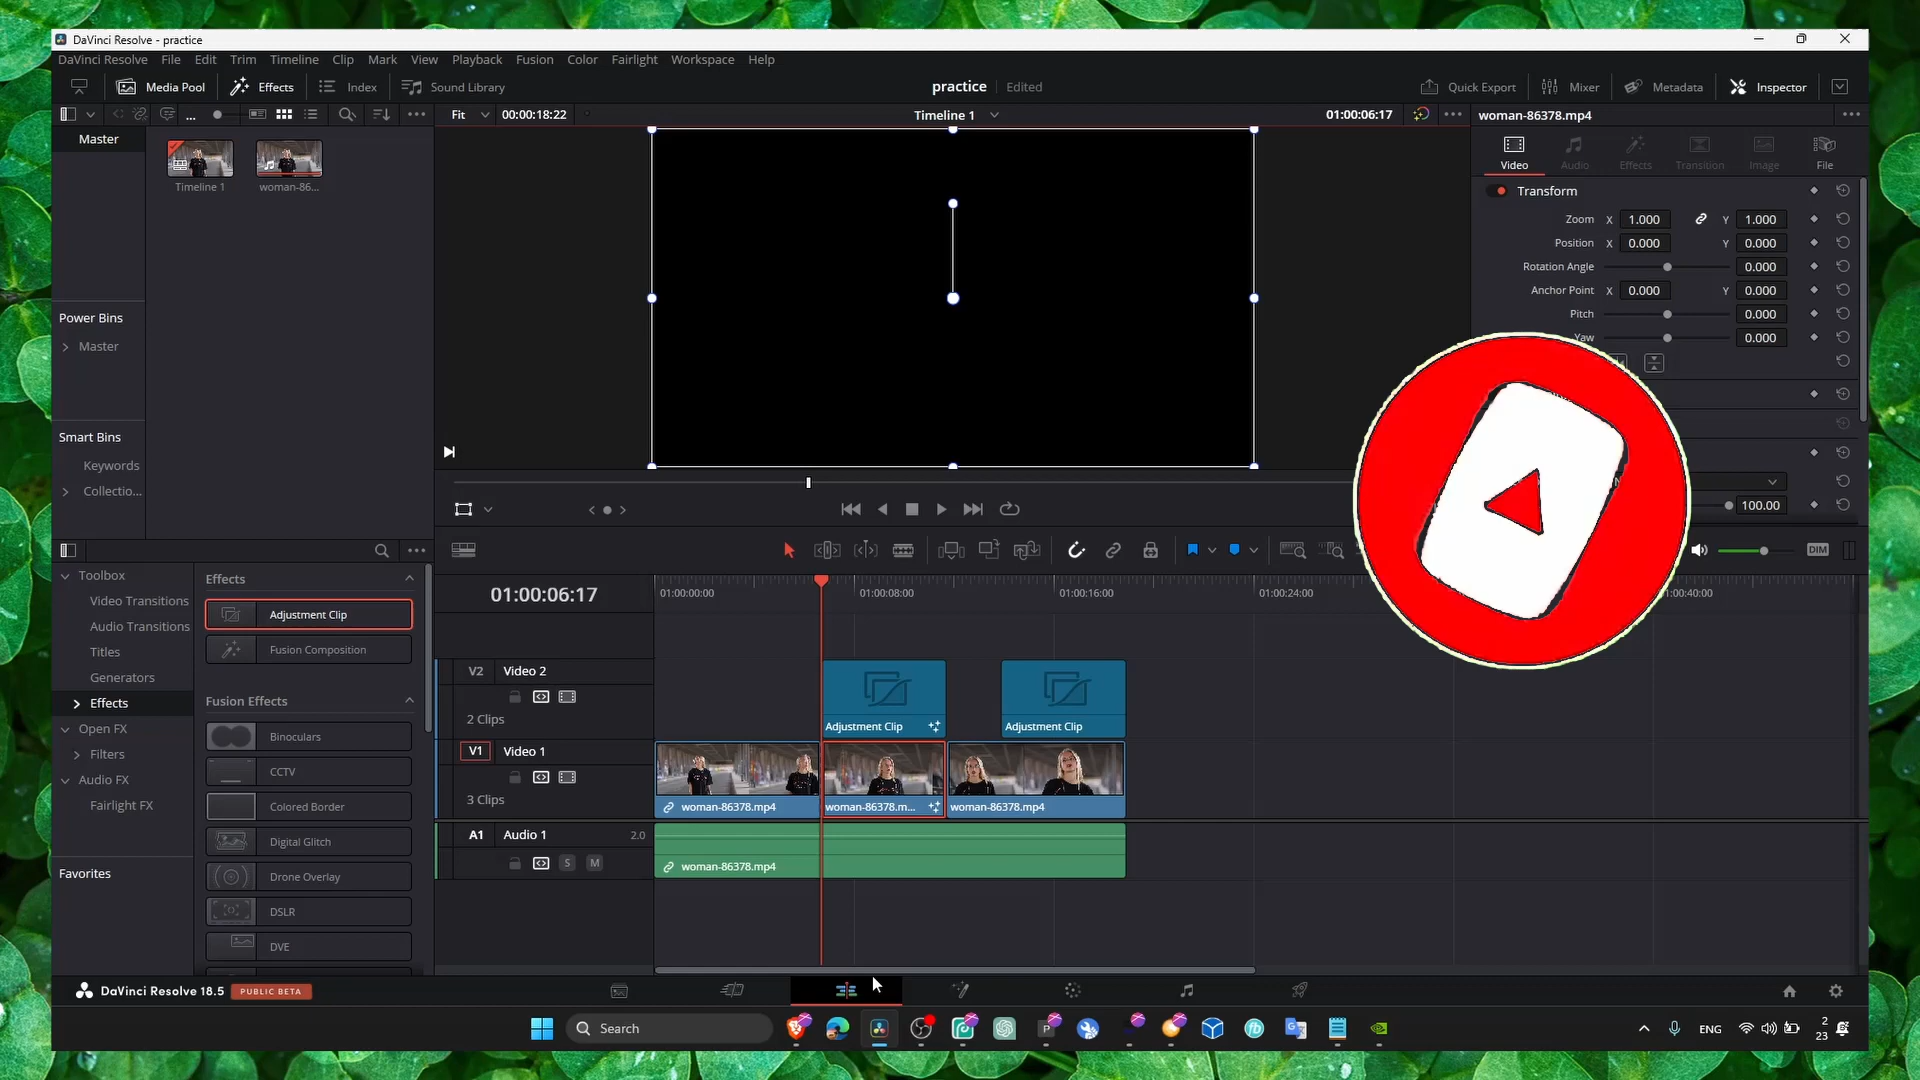 DaVinci Resolve - practice
DaVinci Resolve File Edit Trim Timeline Clip Mark View Playback Fusion Color Fairlight Workspace Help
Media Pool Effects Index Sound Library
practice Edited
Quick Export Mixer Metadata Inspector
Fit 00:00:18:22 Timeline 1 01:00:06:17
woman-86378.mp4
Master
Timeline 1
woman-86...
Power Bins
Master
Smart Bins
Keywords
Collectio...
Video Audio Effects Transition Image File
Transform
Zoom X 1.000 Y 1.000
Position X 0.000 Y 0.000
Rotation Angle 0.000
Anchor Point X 0.000 Y 0.000
Pitch 0.000
Yaw 0.000
100.00
DIM
Toolbox
Video Transitions
Audio Transitions
Titles
Generators
Effects
Open FX
Filters
Audio FX
Fairlight FX
Favorites
Effects
Adjustment Clip
Fusion Composition
Fusion Effects
Binoculars
CCTV
Colored Border
Digital Glitch
Drone Overlay
DSLR
DVE
01:00:06:17
01:00:00:00 01:00:08:00 01:00:16:00 01:00:24:00 :00:40:00
V2 Video 2
2 Clips
Adjustment Clip
Adjustment Clip
V1 Video 1
3 Clips
woman-86378.mp4
woman-86378.m...
woman-86378.mp4
A1 Audio 1 2.0
S M
woman-86378.mp4
DaVinci Resolve 18.5 PUBLIC BETA
Search
ENG
2
23